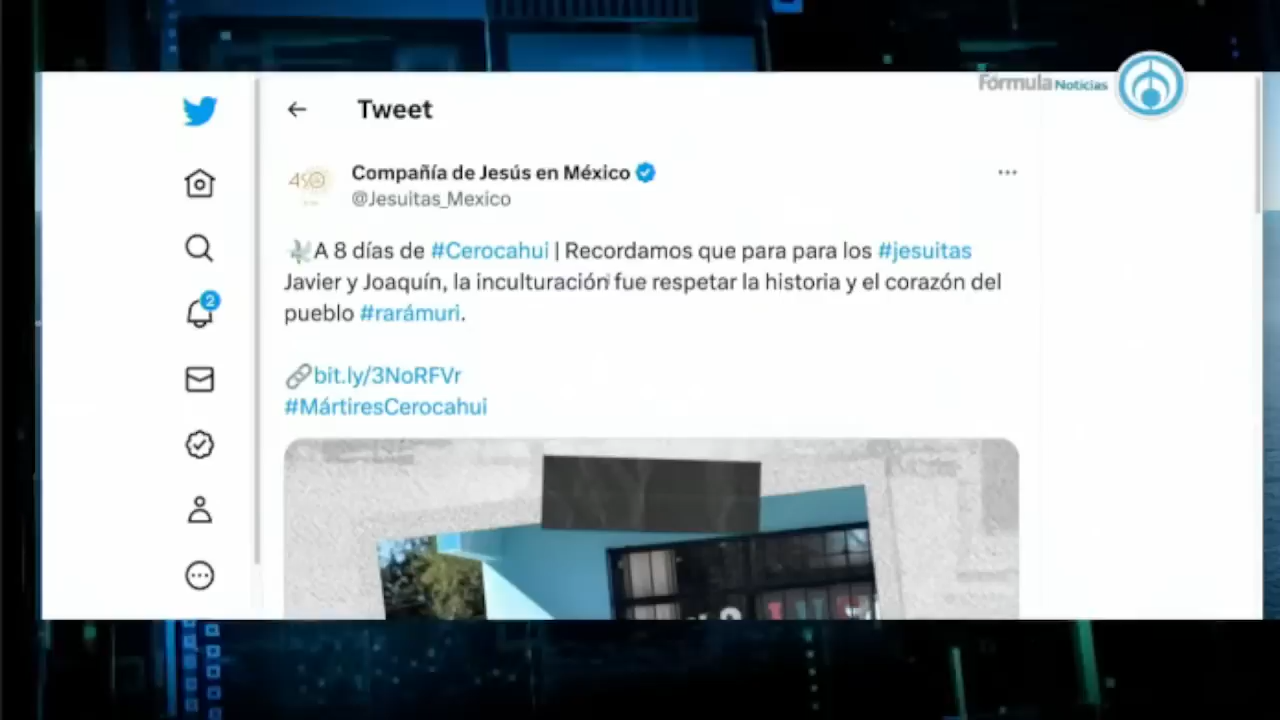 Fórmula Noticias
Tweet
Compañía de Jesús en México
@Jesuitas_Mexico
A 8 días de #Cerocahui | Recordamos que para para los #jesuitas
Javier y Joaquín, la inculturación fue respetar la historia y el corazón del
pueblo #rarámuri.
bit.ly/3NoRFVr
#MártiresCerocahui
2